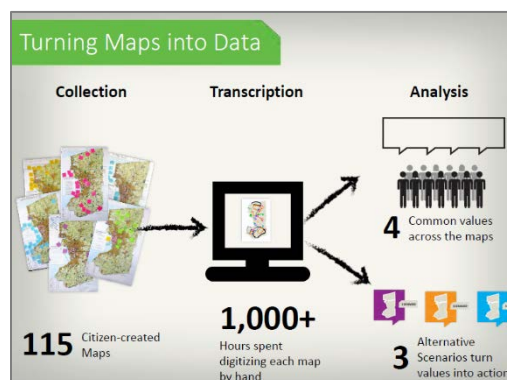 Turning Maps into Data
Collection
Transcription
Analysis
4
Common values
across the maps
115
Citizen-created
Maps
1,000+
Hours spent
digitizing each map
by hand
3
Alternative
Scenarios turn
values into action